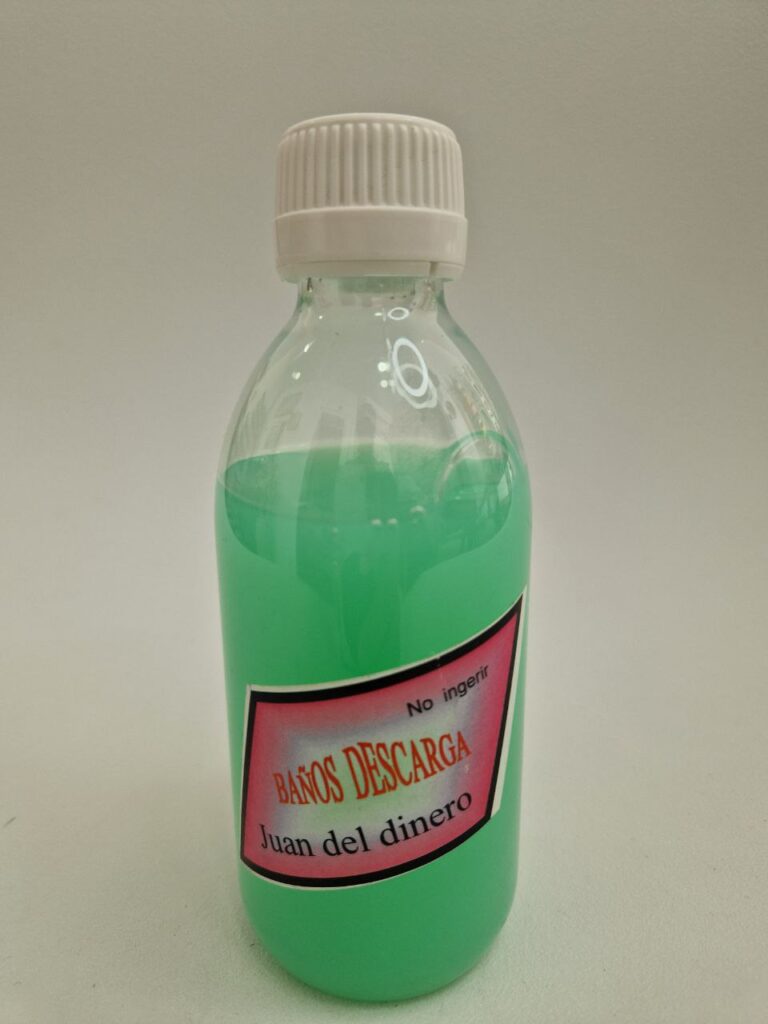 No ingerir
BAÑOS DESCARGA
Juan del dinero